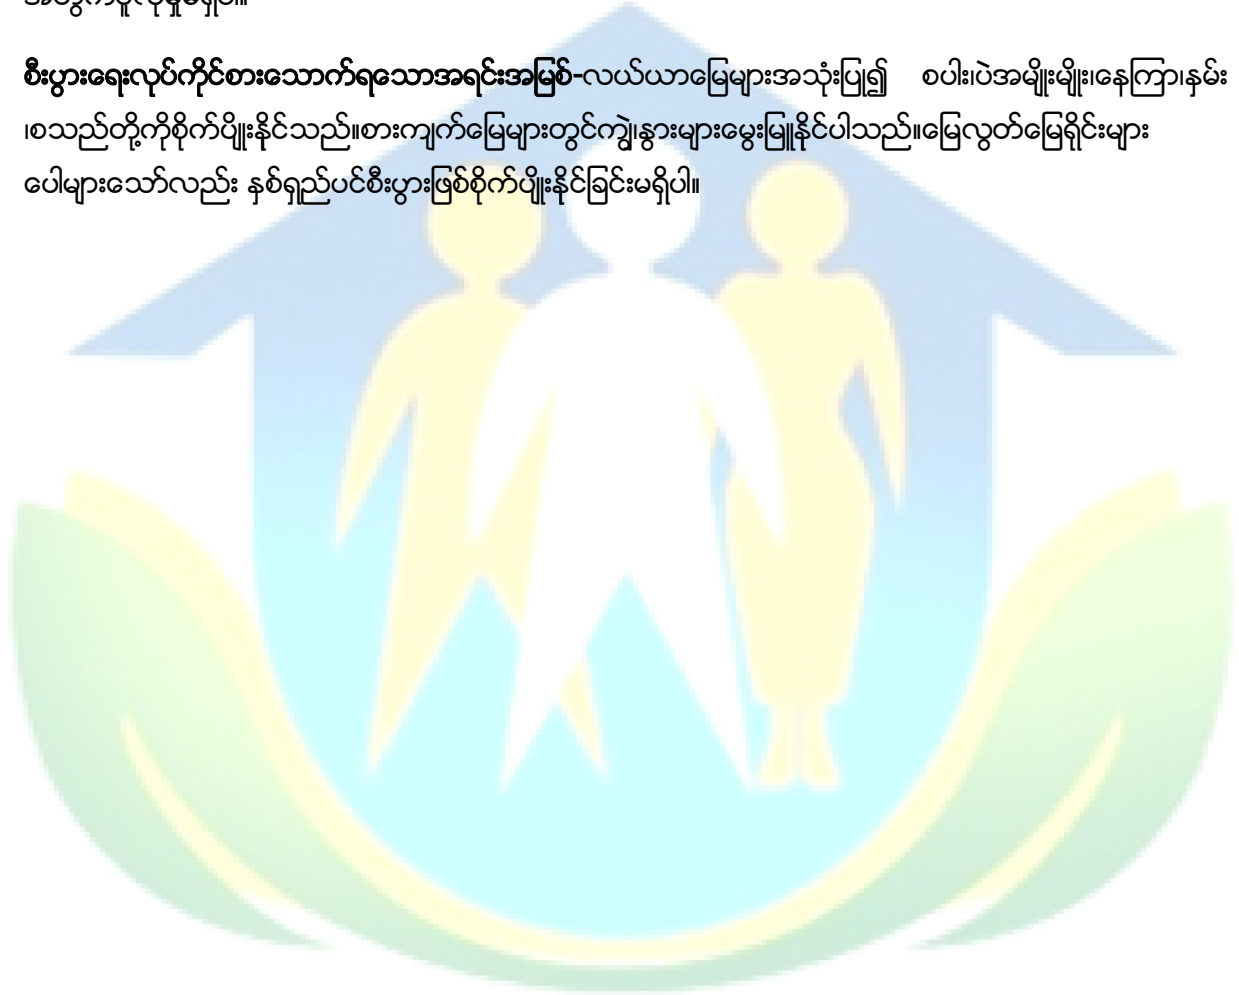 စီးပွားရေးလုပ်ကိုင်စားသောက်ရသောအရင်းအမြစ်-လယ်ယာမြေများအသုံးပြု၍ စပါး၊ပဲအမျိုးမျိုး၊နေကြာ၊နှမ်း
၊စသည်တို့ကိုစိုက်ပျိုးနိုင်သည်။စားကျက်မြေများတွင်ကျွဲ၊နွားများမွေးမြူနိုင်ပါသည်။မြေလွတ်မြေရိုင်းများ
ပေါများသော်လည်း နှစ်ရှည်ပင်စီးပွားဖြစ်စိုက်ပျိုးနိုင်ခြင်းမရှိပါ။